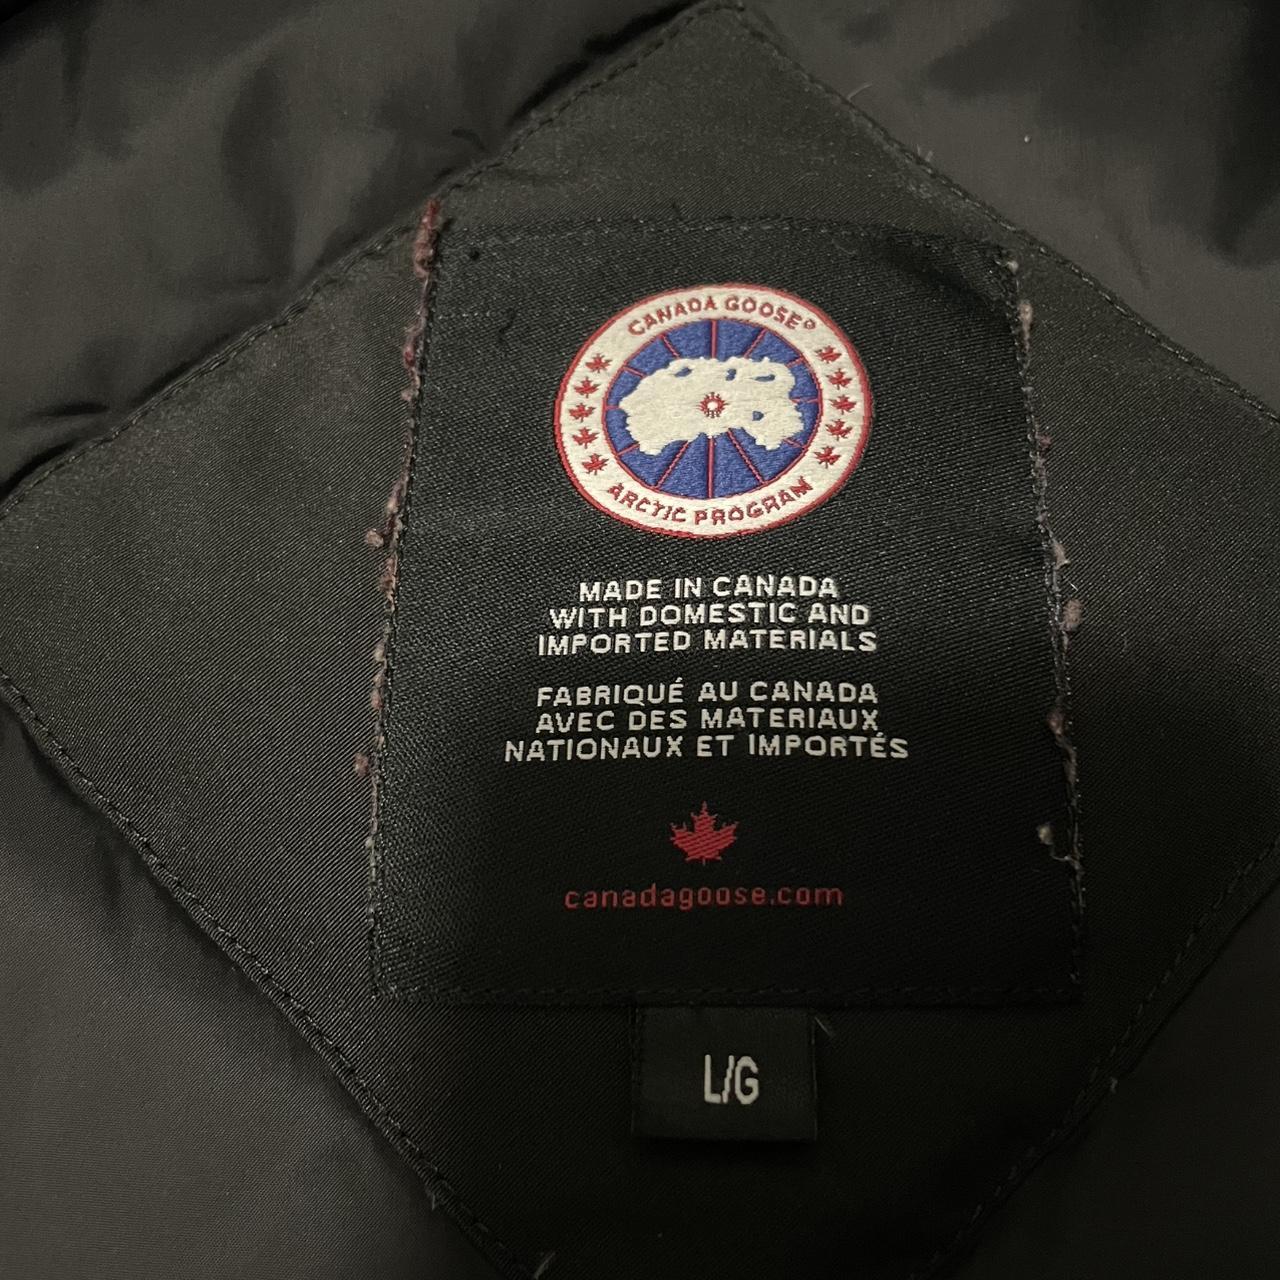 CANADA GOOSE®
ARCTIC PROGRAM
MADE IN CANADA
WITH DOMESTIC AND
IMPORTED MATERIALS
FABRIQUÉ AU CANADA
AVEC DES MATERIAUX
NATIONAUX ET IMPORTÉS
canadagoose.com
L/G